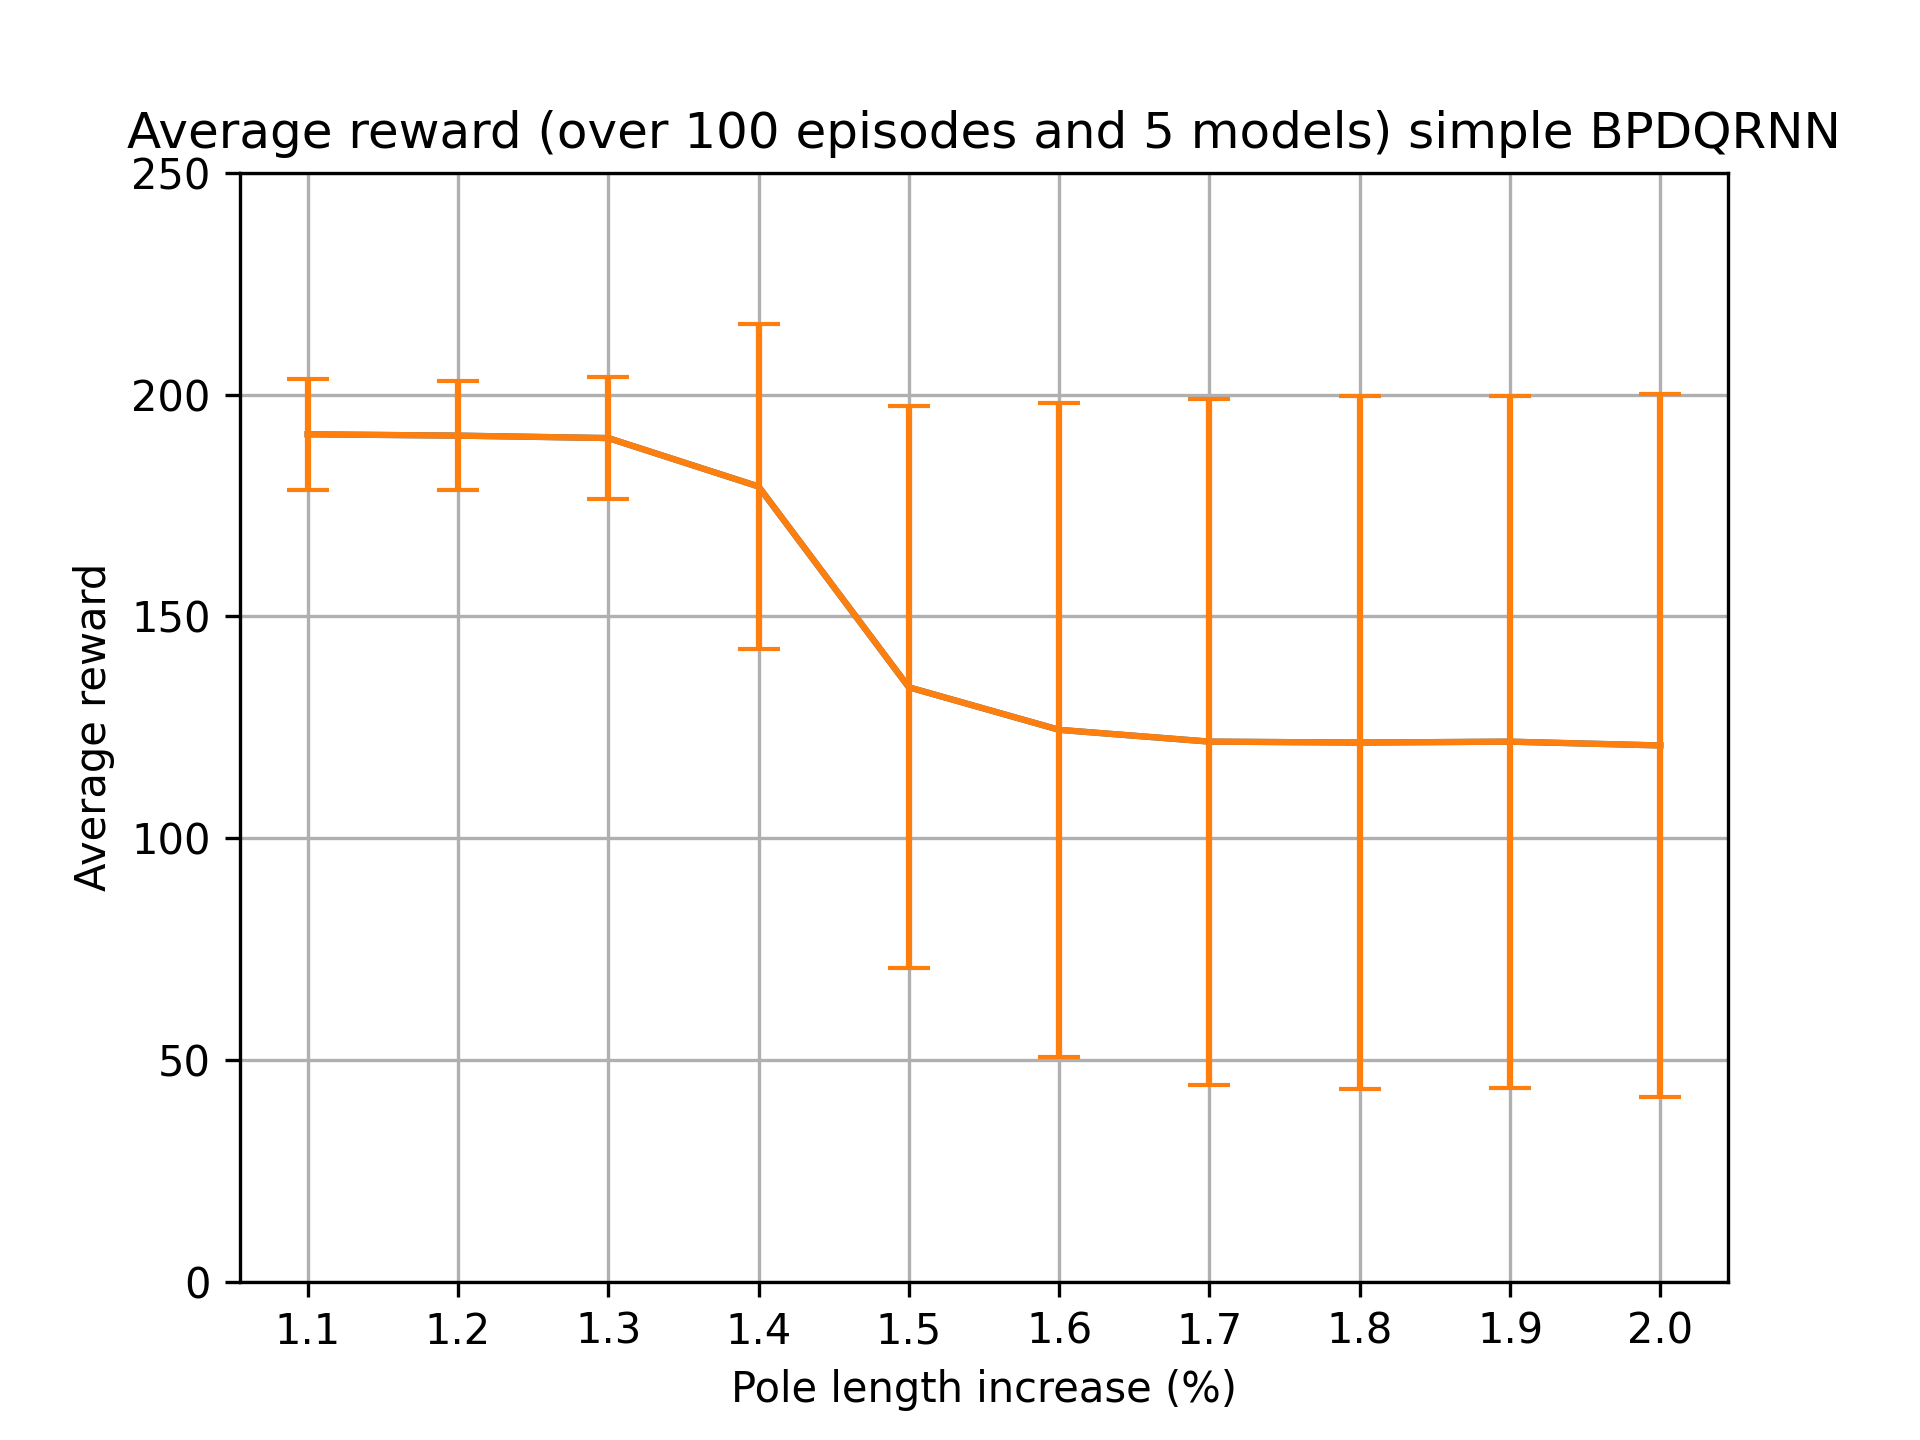 Average reward (over 100 episodes and 5 models) simple BPDQRNN
250
200
150
100
50
0
Average reward
1.1 1.2 1.3 1.4 1.5 1.6 1.7 1.8 1.9 2.0
Pole length increase (%)